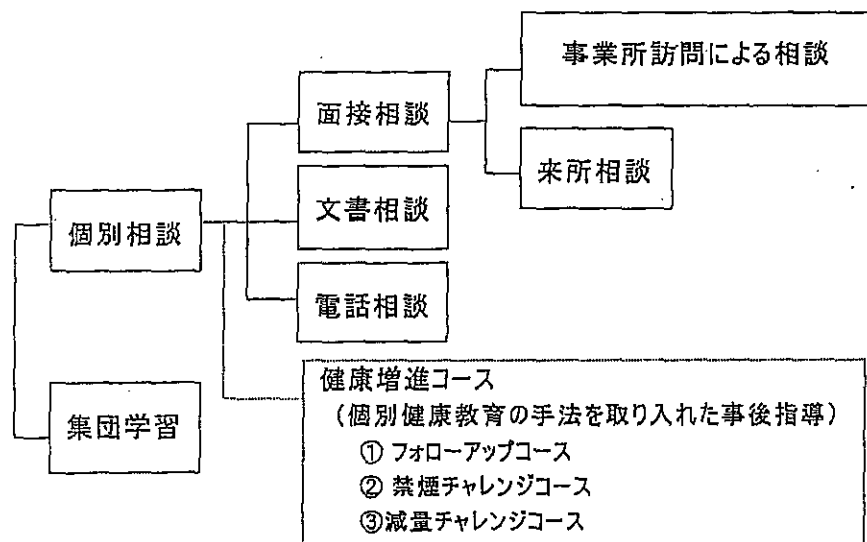 事業所訪問による相談
面接相談
来所相談
文書相談
個別相談
電話相談
健康増進コース
(個別健康教育の手法を取り入れた事後指導)
① フォローアップコース
集団学習
② 禁煙チャレンジコース
③減量チャレンジコース